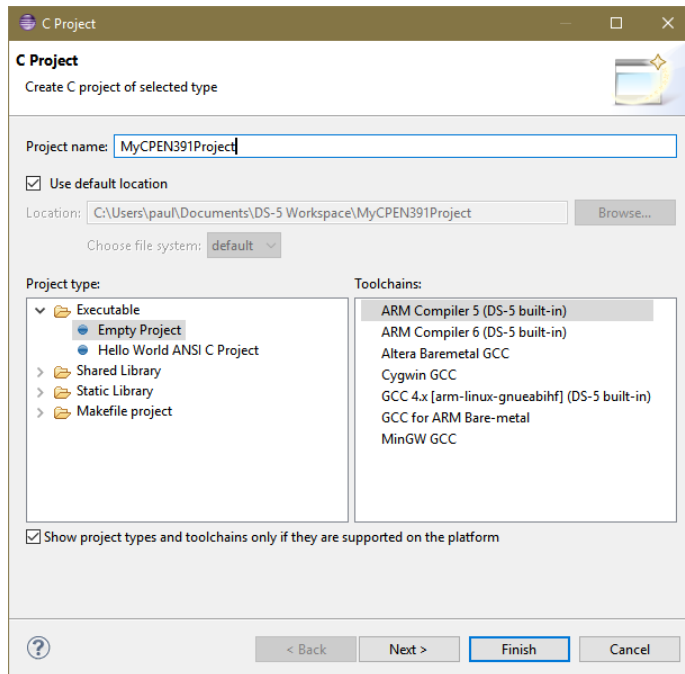 C Project
C Project
Create C project of selected type
Project name: MyCPEN391Project
Use default location
Location: C:\Users\paul\Documents\DS-5 Workspace\MyCPEN391Project Browse...
Choose file system: default
Project type:
Executable
Empty Project
Hello World ANSI C Project
Shared Library
Static Library
Makefile project
Toolchains:
ARM Compiler 5 (DS-5 built-in)
ARM Compiler 6 (DS-5 built-in)
Altera Baremetal GCC
Cygwin GCC
GCC 4.x [arm-linux-gnueabihf] (DS-5 built-in)
GCC for ARM Bare-metal
MinGW GCC
Show project types and toolchains only if they are supported on the platform
? < Back Next > Finish Cancel